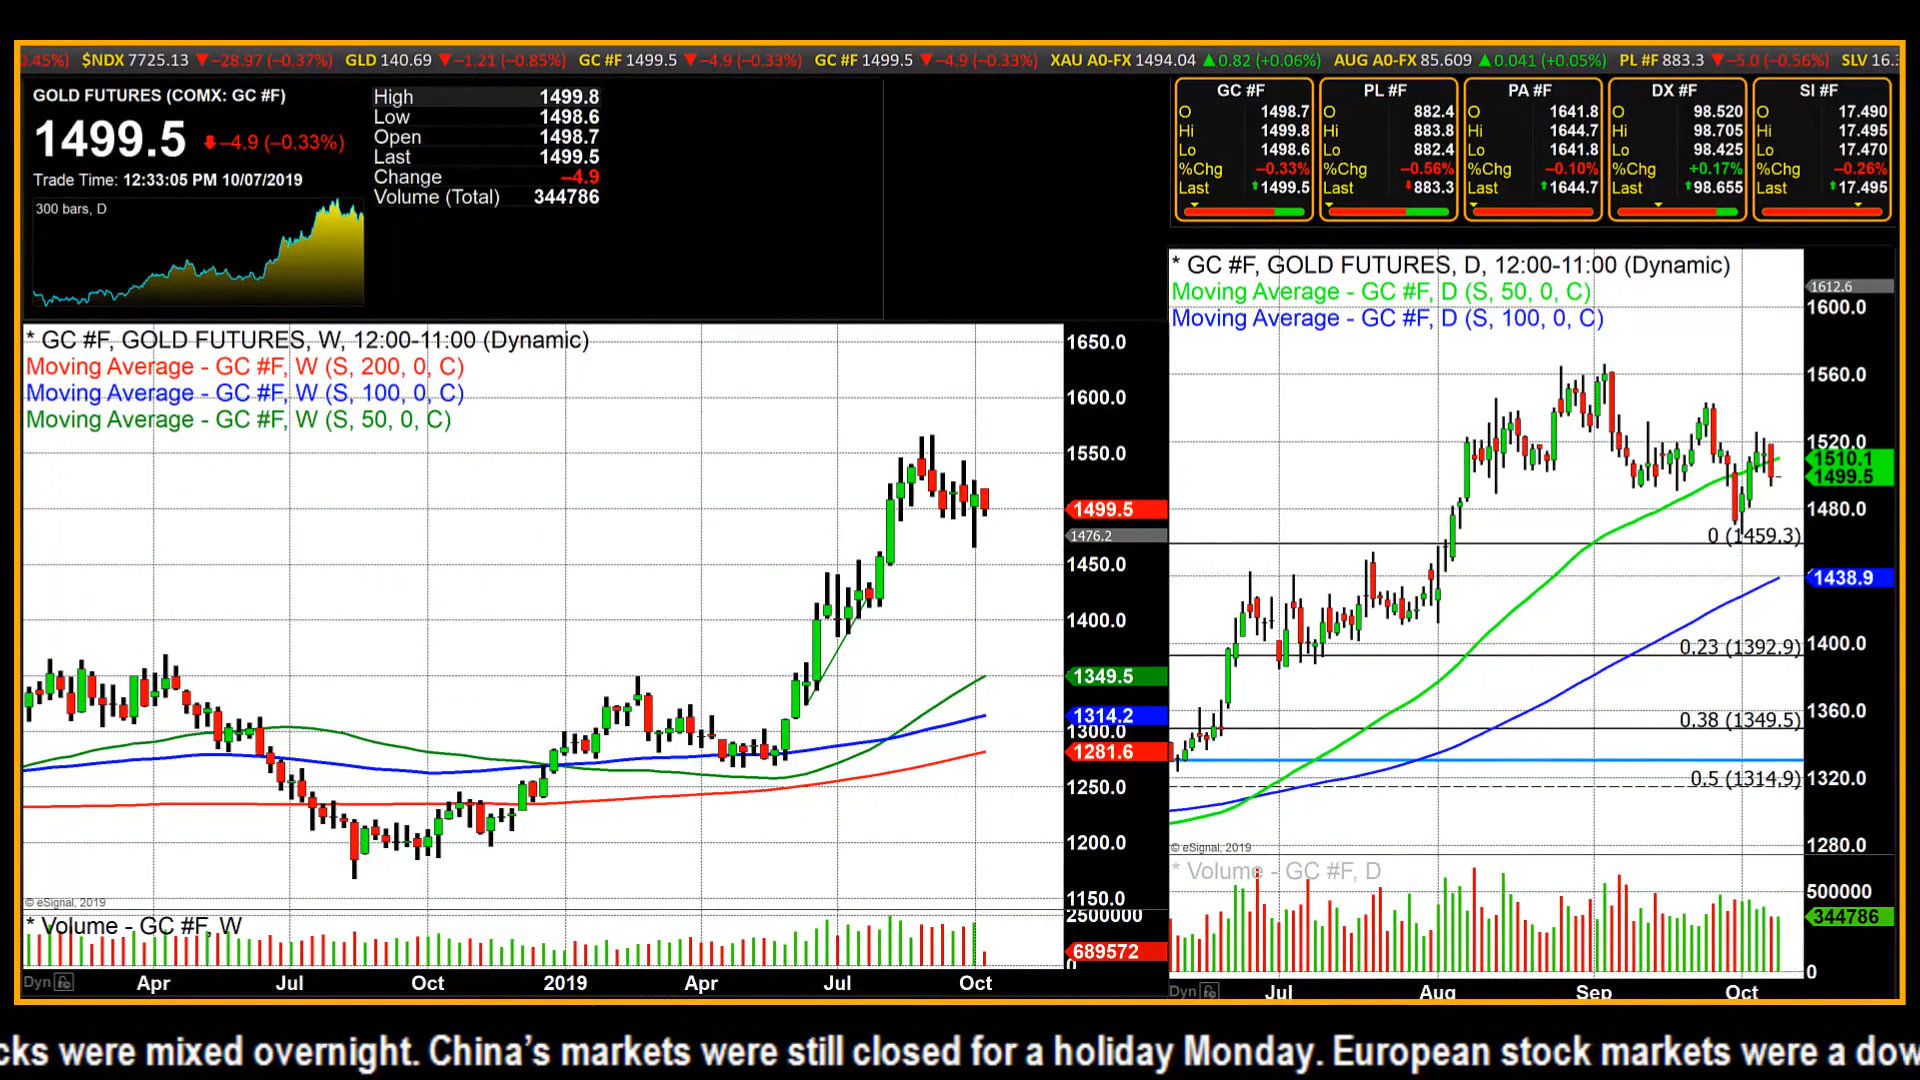 0.45%) $NDX 7725.13 ▼ -28.97 (-0.37%) GLD 140.69 ▼ -1.21 (-0.85%) GC #F 1499.5 ▼ -4.9 (-0.33%) GC #F 1499.5 ▼ -4.9 (-0.33%) XAU A0-FX 1494.04 ▲ 0.82 (+0.06%) AUG A0-FX 85.609 ▲ 0.041 (+0.05%) PL #F 883.3 ▼ -5.0 (-0.56%) SLV 16.3
GOLD FUTURES (COMX: GC #F)
1499.5 -4.9 (-0.33%)
Trade Time: 12:33:05 PM 10/07/2019
300 bars, D
High 1499.8
Low 1498.6
Open 1498.7
Last 1499.5
Change -4.9
Volume (Total) 344786
GC #F
O 1498.7
Hi 1499.8
Lo 1498.6
%Chg -0.33%
Last 1499.5
PL #F
O 882.4
Hi 883.8
Lo 882.4
%Chg -0.56%
Last 883.3
PA #F
O 1641.8
Hi 1644.7
Lo 1641.8
%Chg -0.10%
Last 1644.7
DX #F
O 98.520
Hi 98.705
Lo 98.425
%Chg +0.17%
Last 98.655
SI #F
O 17.490
Hi 17.495
Lo 17.470
%Chg -0.26%
Last 17.495
* GC #F, GOLD FUTURES, W, 12:00-11:00 (Dynamic)
Moving Average - GC #F, W (S, 200, 0, C)
Moving Average - GC #F, W (S, 100, 0, C)
Moving Average - GC #F, W (S, 50, 0, C)
1650.0
1600.0
1550.0
1499.5
1476.2
1450.0
1400.0
1349.5
1314.2
1300.0
1281.6
1250.0
1200.0
1150.0
© eSignal, 2019
* Volume - GC #F, W
2500000
689572
0
Dyn
Apr Jul Oct 2019 Apr Jul Oct
* GC #F, GOLD FUTURES, D, 12:00-11:00 (Dynamic)
Moving Average - GC #F, D (S, 50, 0, C)
Moving Average - GC #F, D (S, 100, 0, C)
1612.6
1600.0
1560.0
1520.0
1510.1
1499.5
1480.0
0 (1459.3)
1438.9
0.23 (1392.9)
1400.0
0.38 (1349.5)
1360.0
0.5 (1314.9)
1320.0
1280.0
© eSignal, 2019
* Volume - GC #F, D
500000
344786
0
Dyn
Jul Aug Sep Oct
cks were mixed overnight. China's markets were still closed for a holiday Monday. European stock markets were a dow